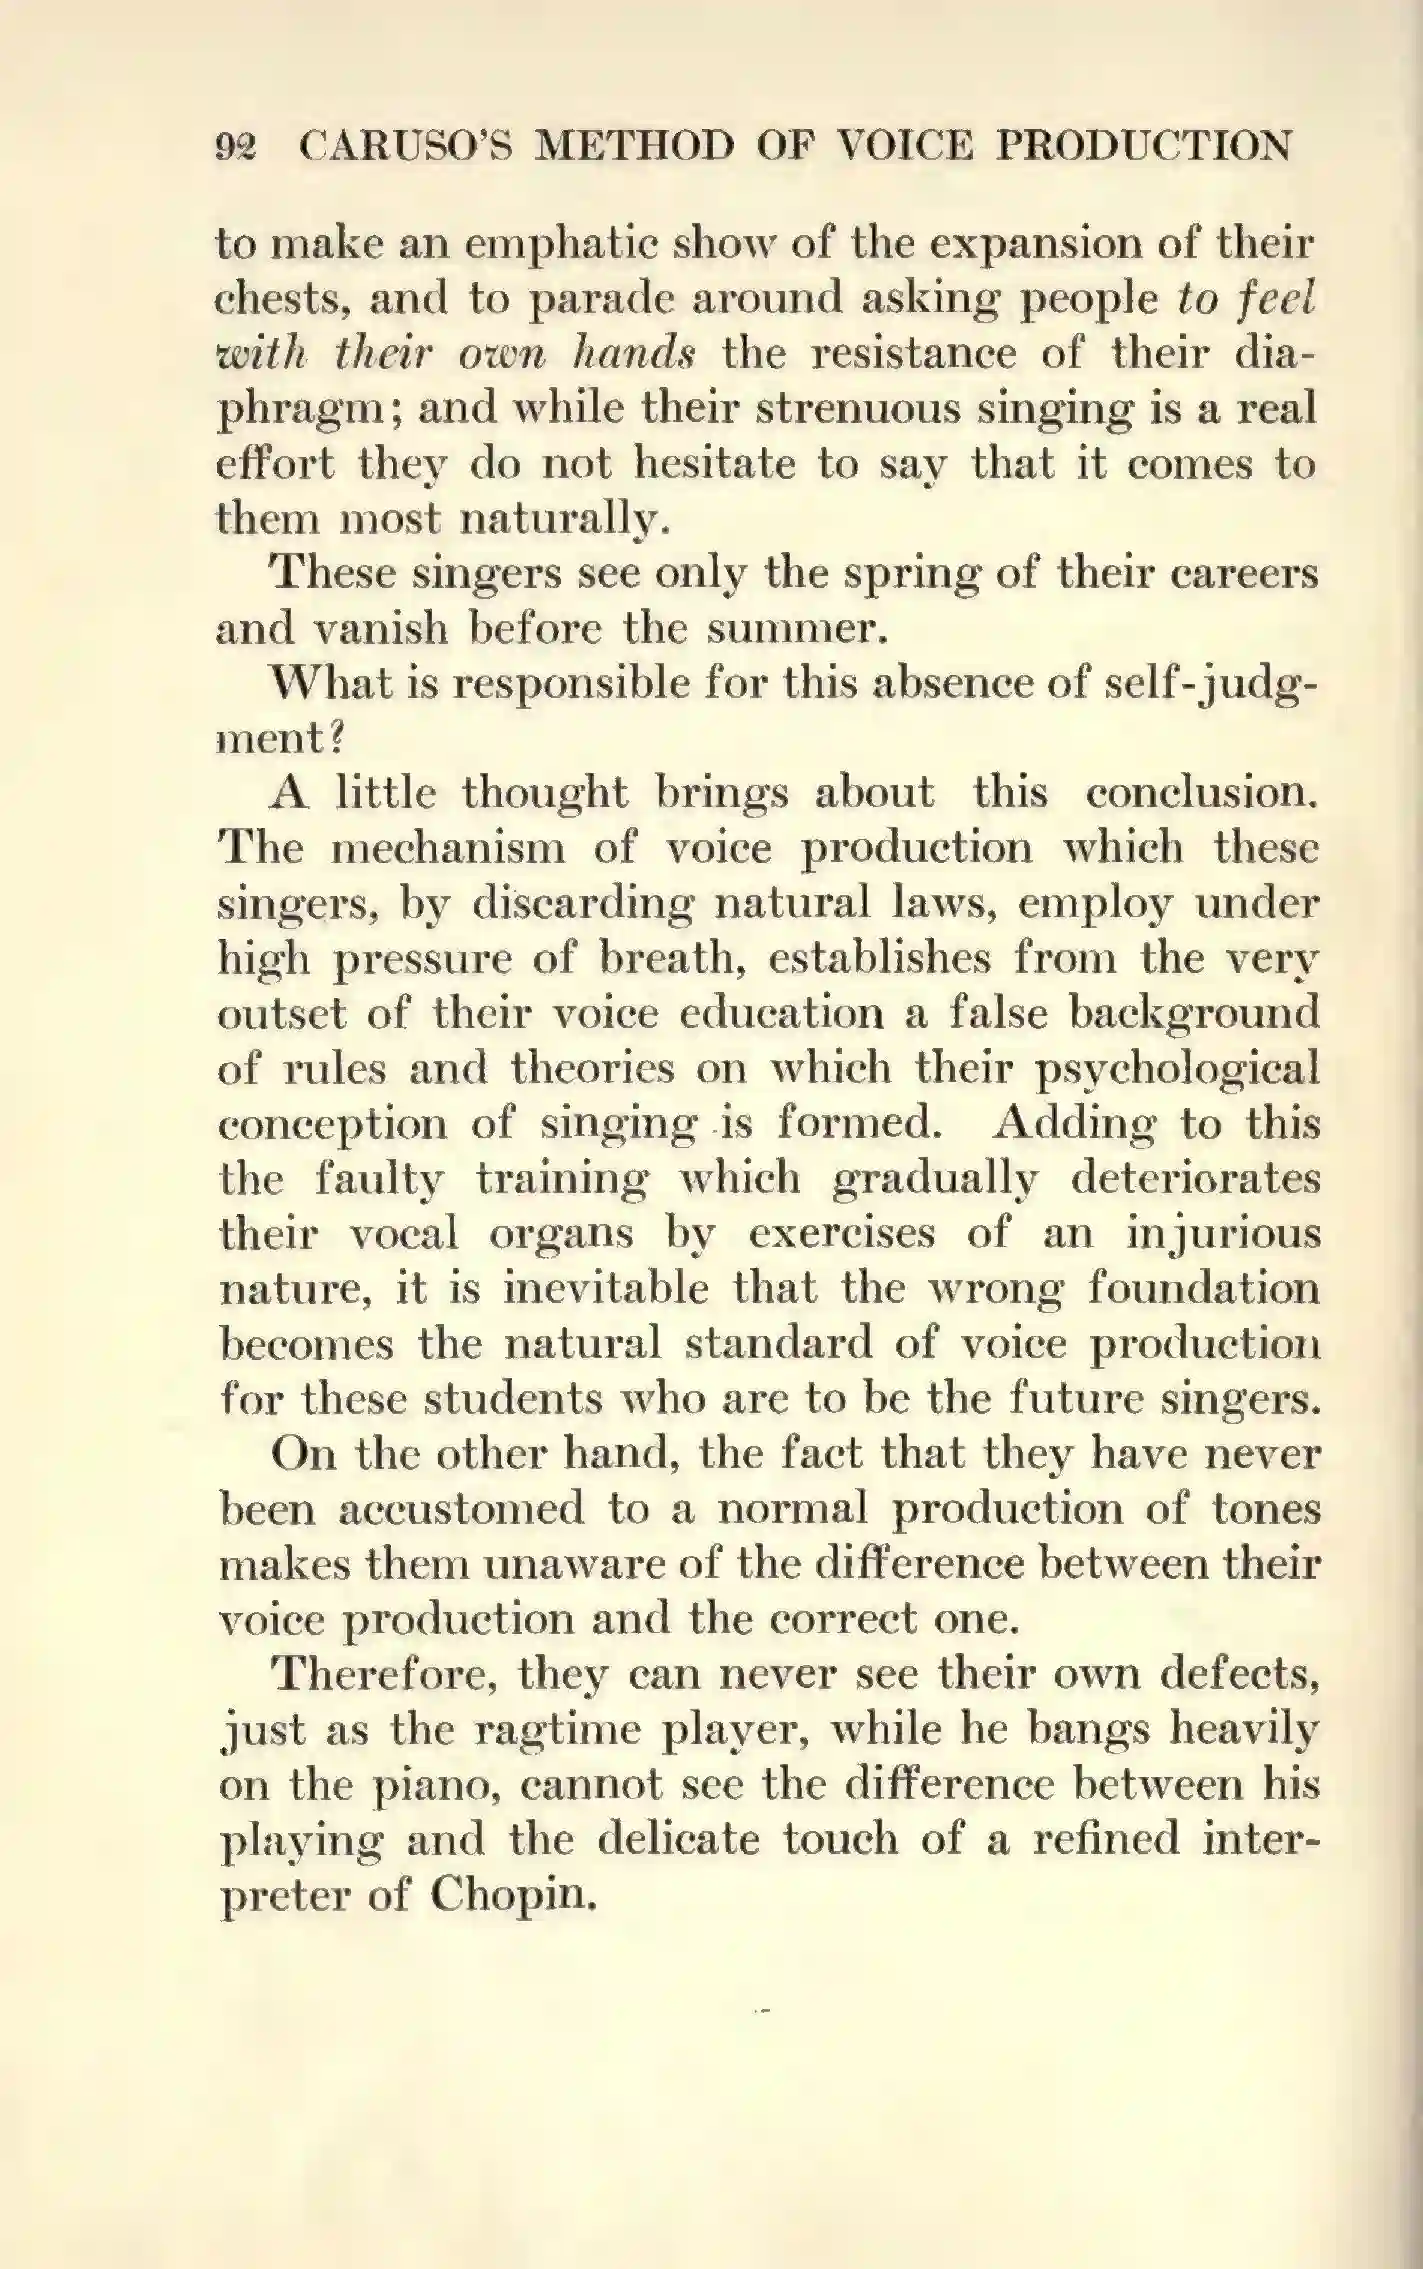 92 CARUSO'S METHOD OF VOICE PRODUCTION
to make an emphatic show of the expansion of their
chests, and to parade around asking people to feel
with their own hands the resistance of their dia-
phragm; and while their strenuous singing is a real
effort they do not hesitate to say that it comes to
them most naturally.
These singers see only the spring of their careers
and vanish before the summer.
What is responsible for this absence of self-judg-
ment?
A little thought brings about this conclusion.
The mechanism of voice production which these
singers, by discarding natural laws, employ under
high pressure of breath, establishes from the very
outset of their voice education a false background
of rules and theories on which their psychological
conception of singing is formed. Adding to this
the faulty training which gradually deteriorates
their vocal organs by exercises of an injurious
nature, it is inevitable that the wrong foundation
becomes the natural standard of voice production
for these students who are to be the future singers.
On the other hand, the fact that they have never
been accustomed to a normal production of tones
makes them unaware of the difference between their
voice production and the correct one.
Therefore, they can never see their own defects,
just as the ragtime player, while he bangs heavily
on the piano, cannot see the difference between his
playing and the delicate touch of a refined inter-
preter of Chopin.